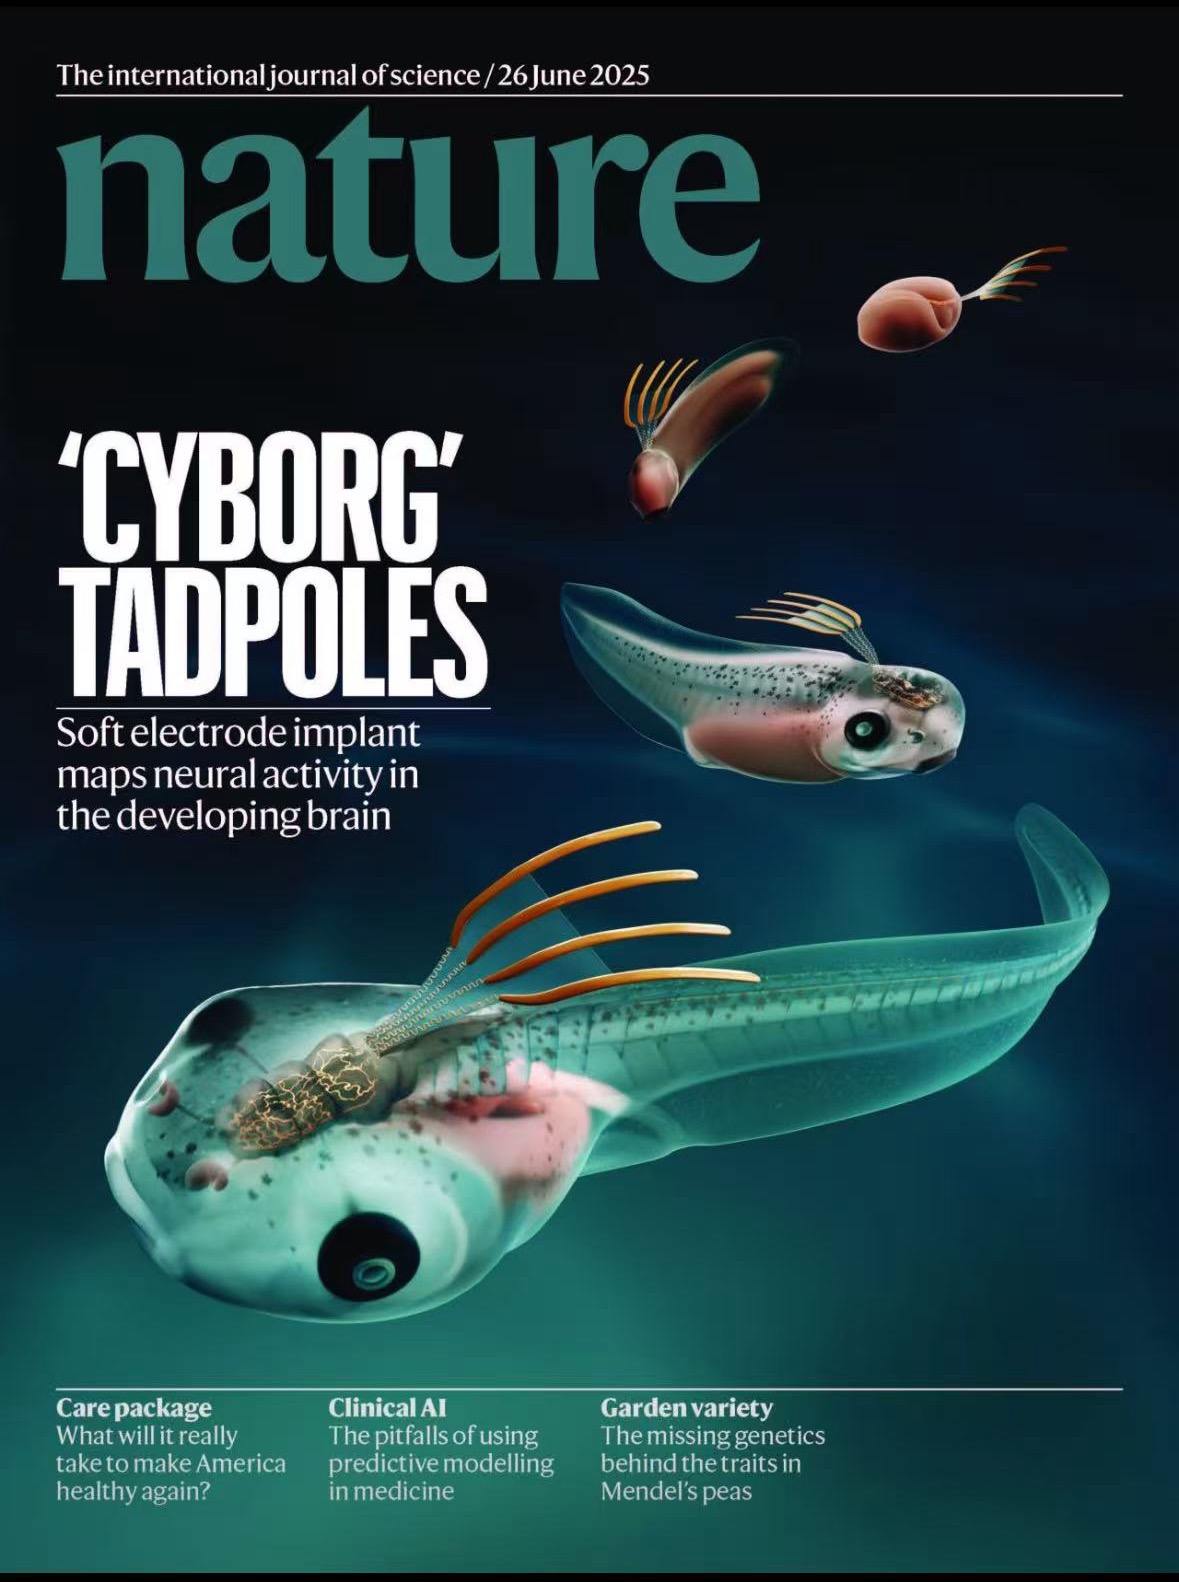 The international journal of science / 26 June 2025
nature
‘CYBORG’
TADPOLES
Soft electrode implant
maps neural activity in
the developing brain
Care package
What will it really
take to make America
healthy again?
Clinical AI
The pitfalls of using
predictive modelling
in medicine
Garden variety
The missing genetics
behind the traits in
Mendel’s peas